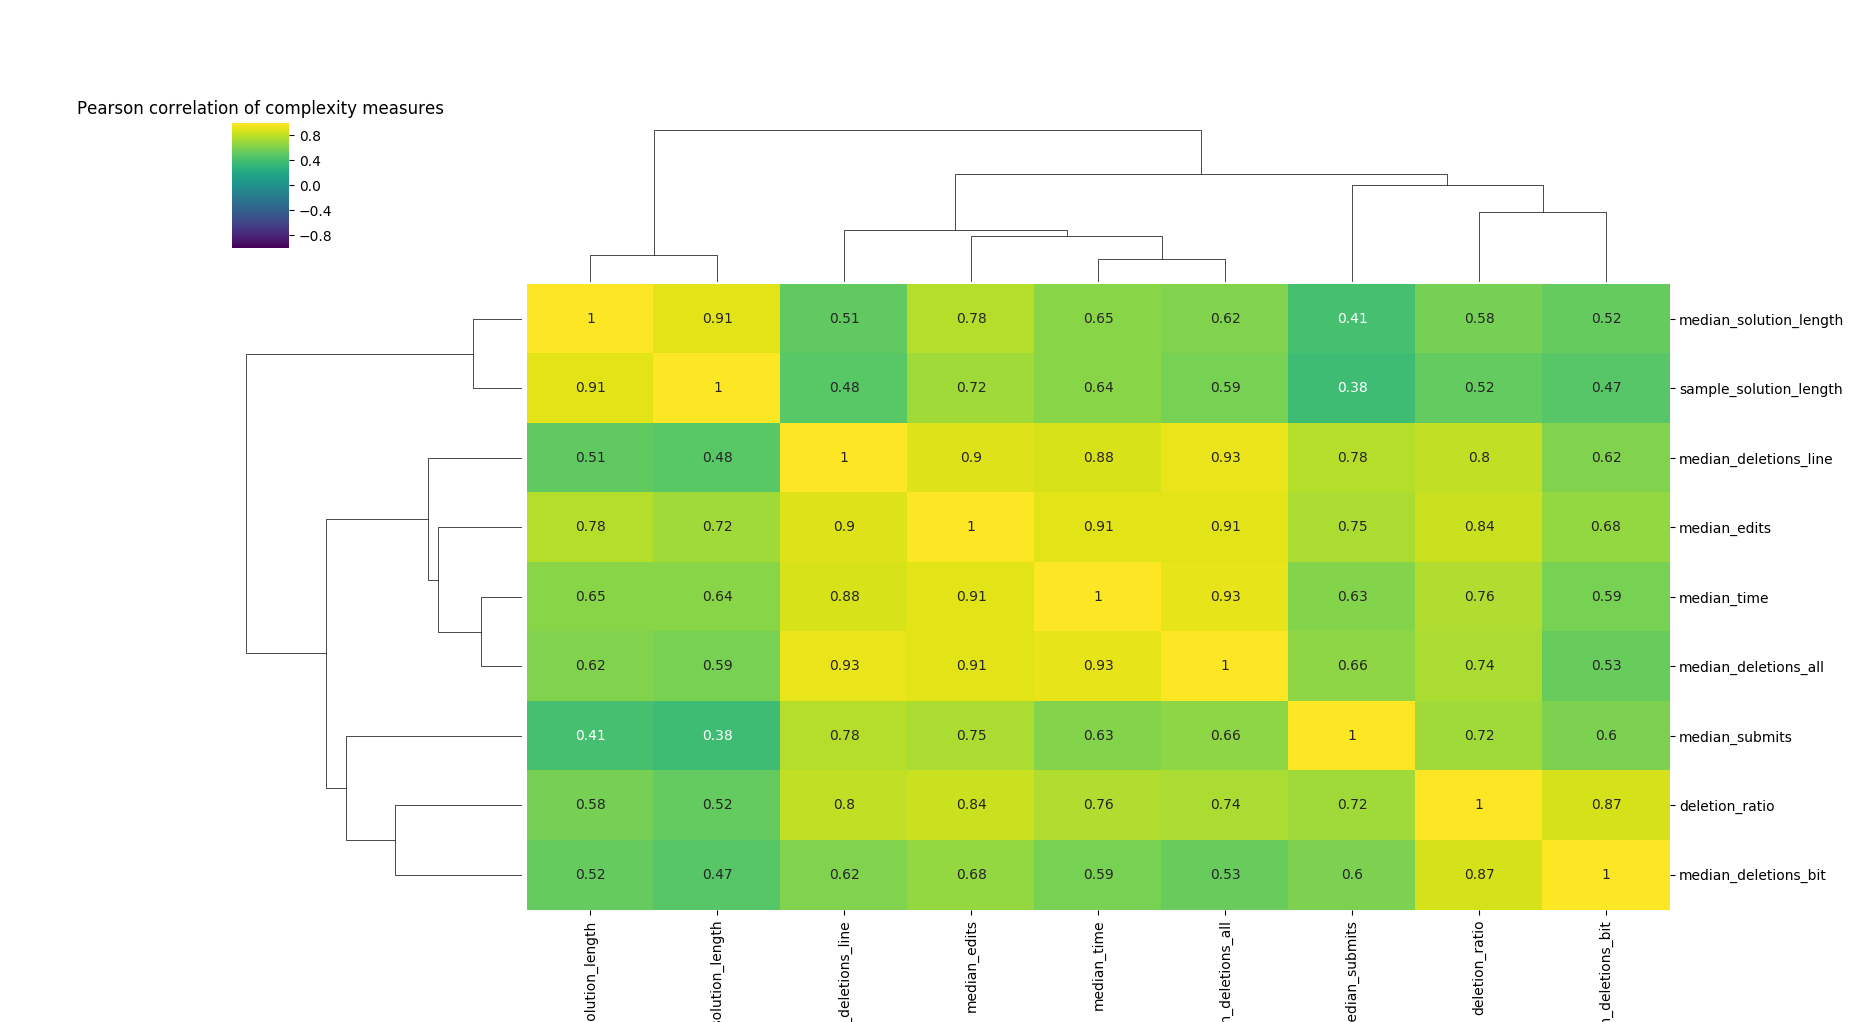 Pearson correlation of complexity measures
0.8
0.4
0.0
−0.4
−0.8
1 0.91 0.51 0.78 0.65 0.62 0.41 0.58 0.52 median_solution_length
0.91 1 0.48 0.72 0.64 0.59 0.38 0.52 0.47 sample_solution_length
0.51 0.48 1 0.9 0.88 0.93 0.78 0.8 0.62 median_deletions_line
0.78 0.72 0.9 1 0.91 0.91 0.75 0.84 0.68 median_edits
0.65 0.64 0.88 0.91 1 0.93 0.63 0.76 0.59 median_time
0.62 0.59 0.93 0.91 0.93 1 0.66 0.74 0.53 median_deletions_all
0.41 0.38 0.78 0.75 0.63 0.66 1 0.72 0.6 median_submits
0.58 0.52 0.8 0.84 0.76 0.74 0.72 1 0.87 deletion_ratio
0.52 0.47 0.62 0.68 0.59 0.53 0.6 0.87 1 median_deletions_bit
olution_length
solution_length
_deletions_line
median_edits
median_time
n_deletions_all
edian_submits
deletion_ratio
n_deletions_bit